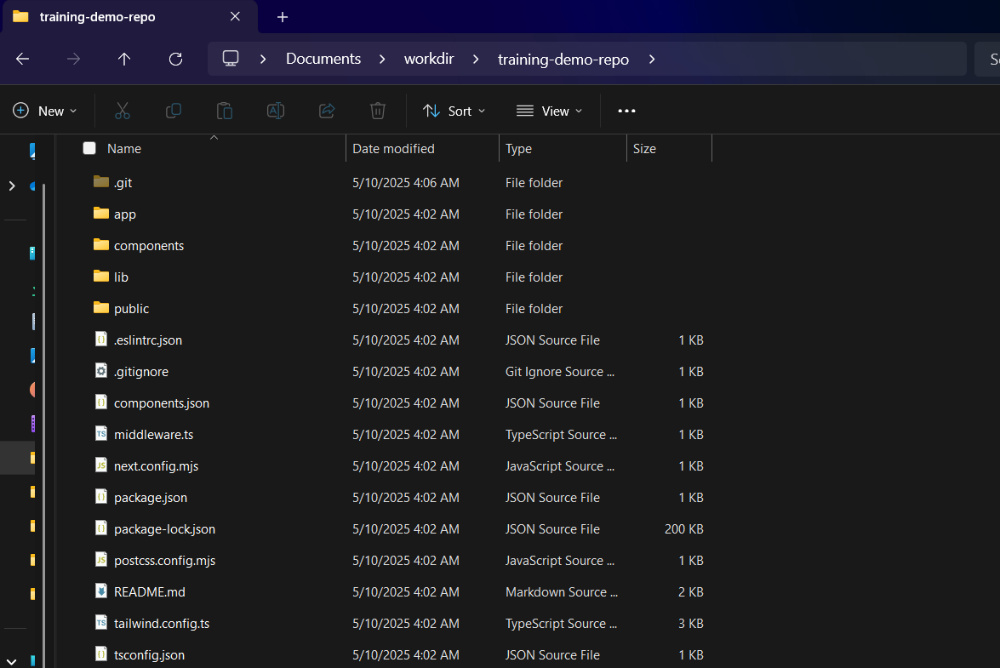 training-demo-repo
Documents workdir training-demo-repo
New Sort View
Name Date modified Type Size
.git 5/10/2025 4:06 AM File folder
app 5/10/2025 4:02 AM File folder
components 5/10/2025 4:02 AM File folder
lib 5/10/2025 4:02 AM File folder
public 5/10/2025 4:02 AM File folder
.eslintrc.json 5/10/2025 4:02 AM JSON Source File 1 KB
.gitignore 5/10/2025 4:02 AM Git Ignore Source ... 1 KB
components.json 5/10/2025 4:02 AM JSON Source File 1 KB
middleware.ts 5/10/2025 4:02 AM TypeScript Source ... 1 KB
next.config.mjs 5/10/2025 4:02 AM JavaScript Source ... 1 KB
package.json 5/10/2025 4:02 AM JSON Source File 1 KB
package-lock.json 5/10/2025 4:02 AM JSON Source File 200 KB
postcss.config.mjs 5/10/2025 4:02 AM JavaScript Source ... 1 KB
README.md 5/10/2025 4:02 AM Markdown Source ... 2 KB
tailwind.config.ts 5/10/2025 4:02 AM TypeScript Source ... 3 KB
tsconfig.json 5/10/2025 4:02 AM JSON Source File 1 KB